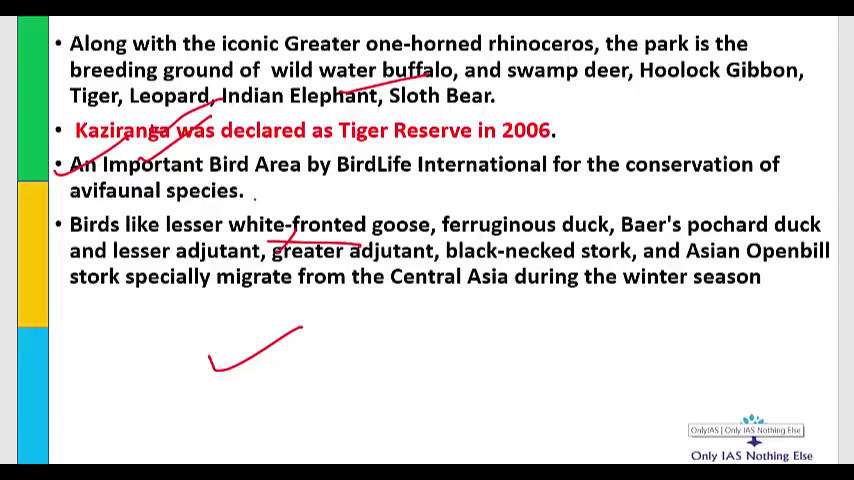 • Along with the iconic Greater one-horned rhinoceros, the park is the
breeding ground of wild water buffalo, and swamp deer, Hoolock Gibbon,
Tiger, Leopard, Indian Elephant, Sloth Bear.
• Kaziranga was declared as Tiger Reserve in 2006.
• An Important Bird Area by BirdLife International for the conservation of
avifaunal species.
• Birds like lesser white-fronted goose, ferruginous duck, Baer's pochard duck
and lesser adjutant, greater adjutant, black-necked stork, and Asian Openbill
stork specially migrate from the Central Asia during the winter season
OnlyIAS | Only IAS Nothing Else
Only IAS Nothing Else